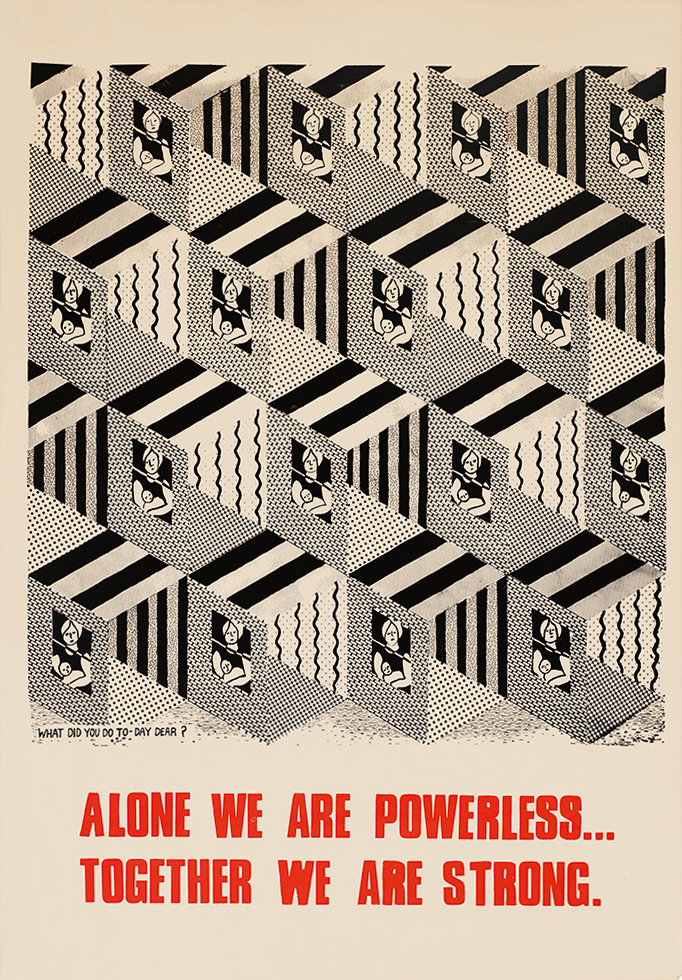 WHAT DID YOU DO TO-DAY DEAR ?
ALONE WE ARE POWERLESS...
TOGETHER WE ARE STRONG.